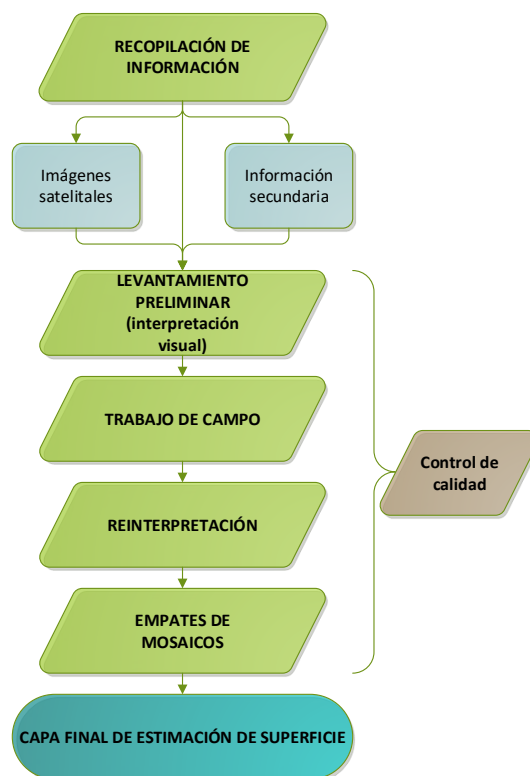 RECOPILACIÓN DE
INFORMACIÓN
Imágenes
satelitales
Información
secundaria
LEVANTAMIENTO
PRELIMINAR
(interpretación
visual)
TRABAJO DE CAMPO
Control de
calidad
REINTERPRETACIÓN
EMPATES DE
MOSAICOS
CAPA FINAL DE ESTIMACIÓN DE SUPERFICIE